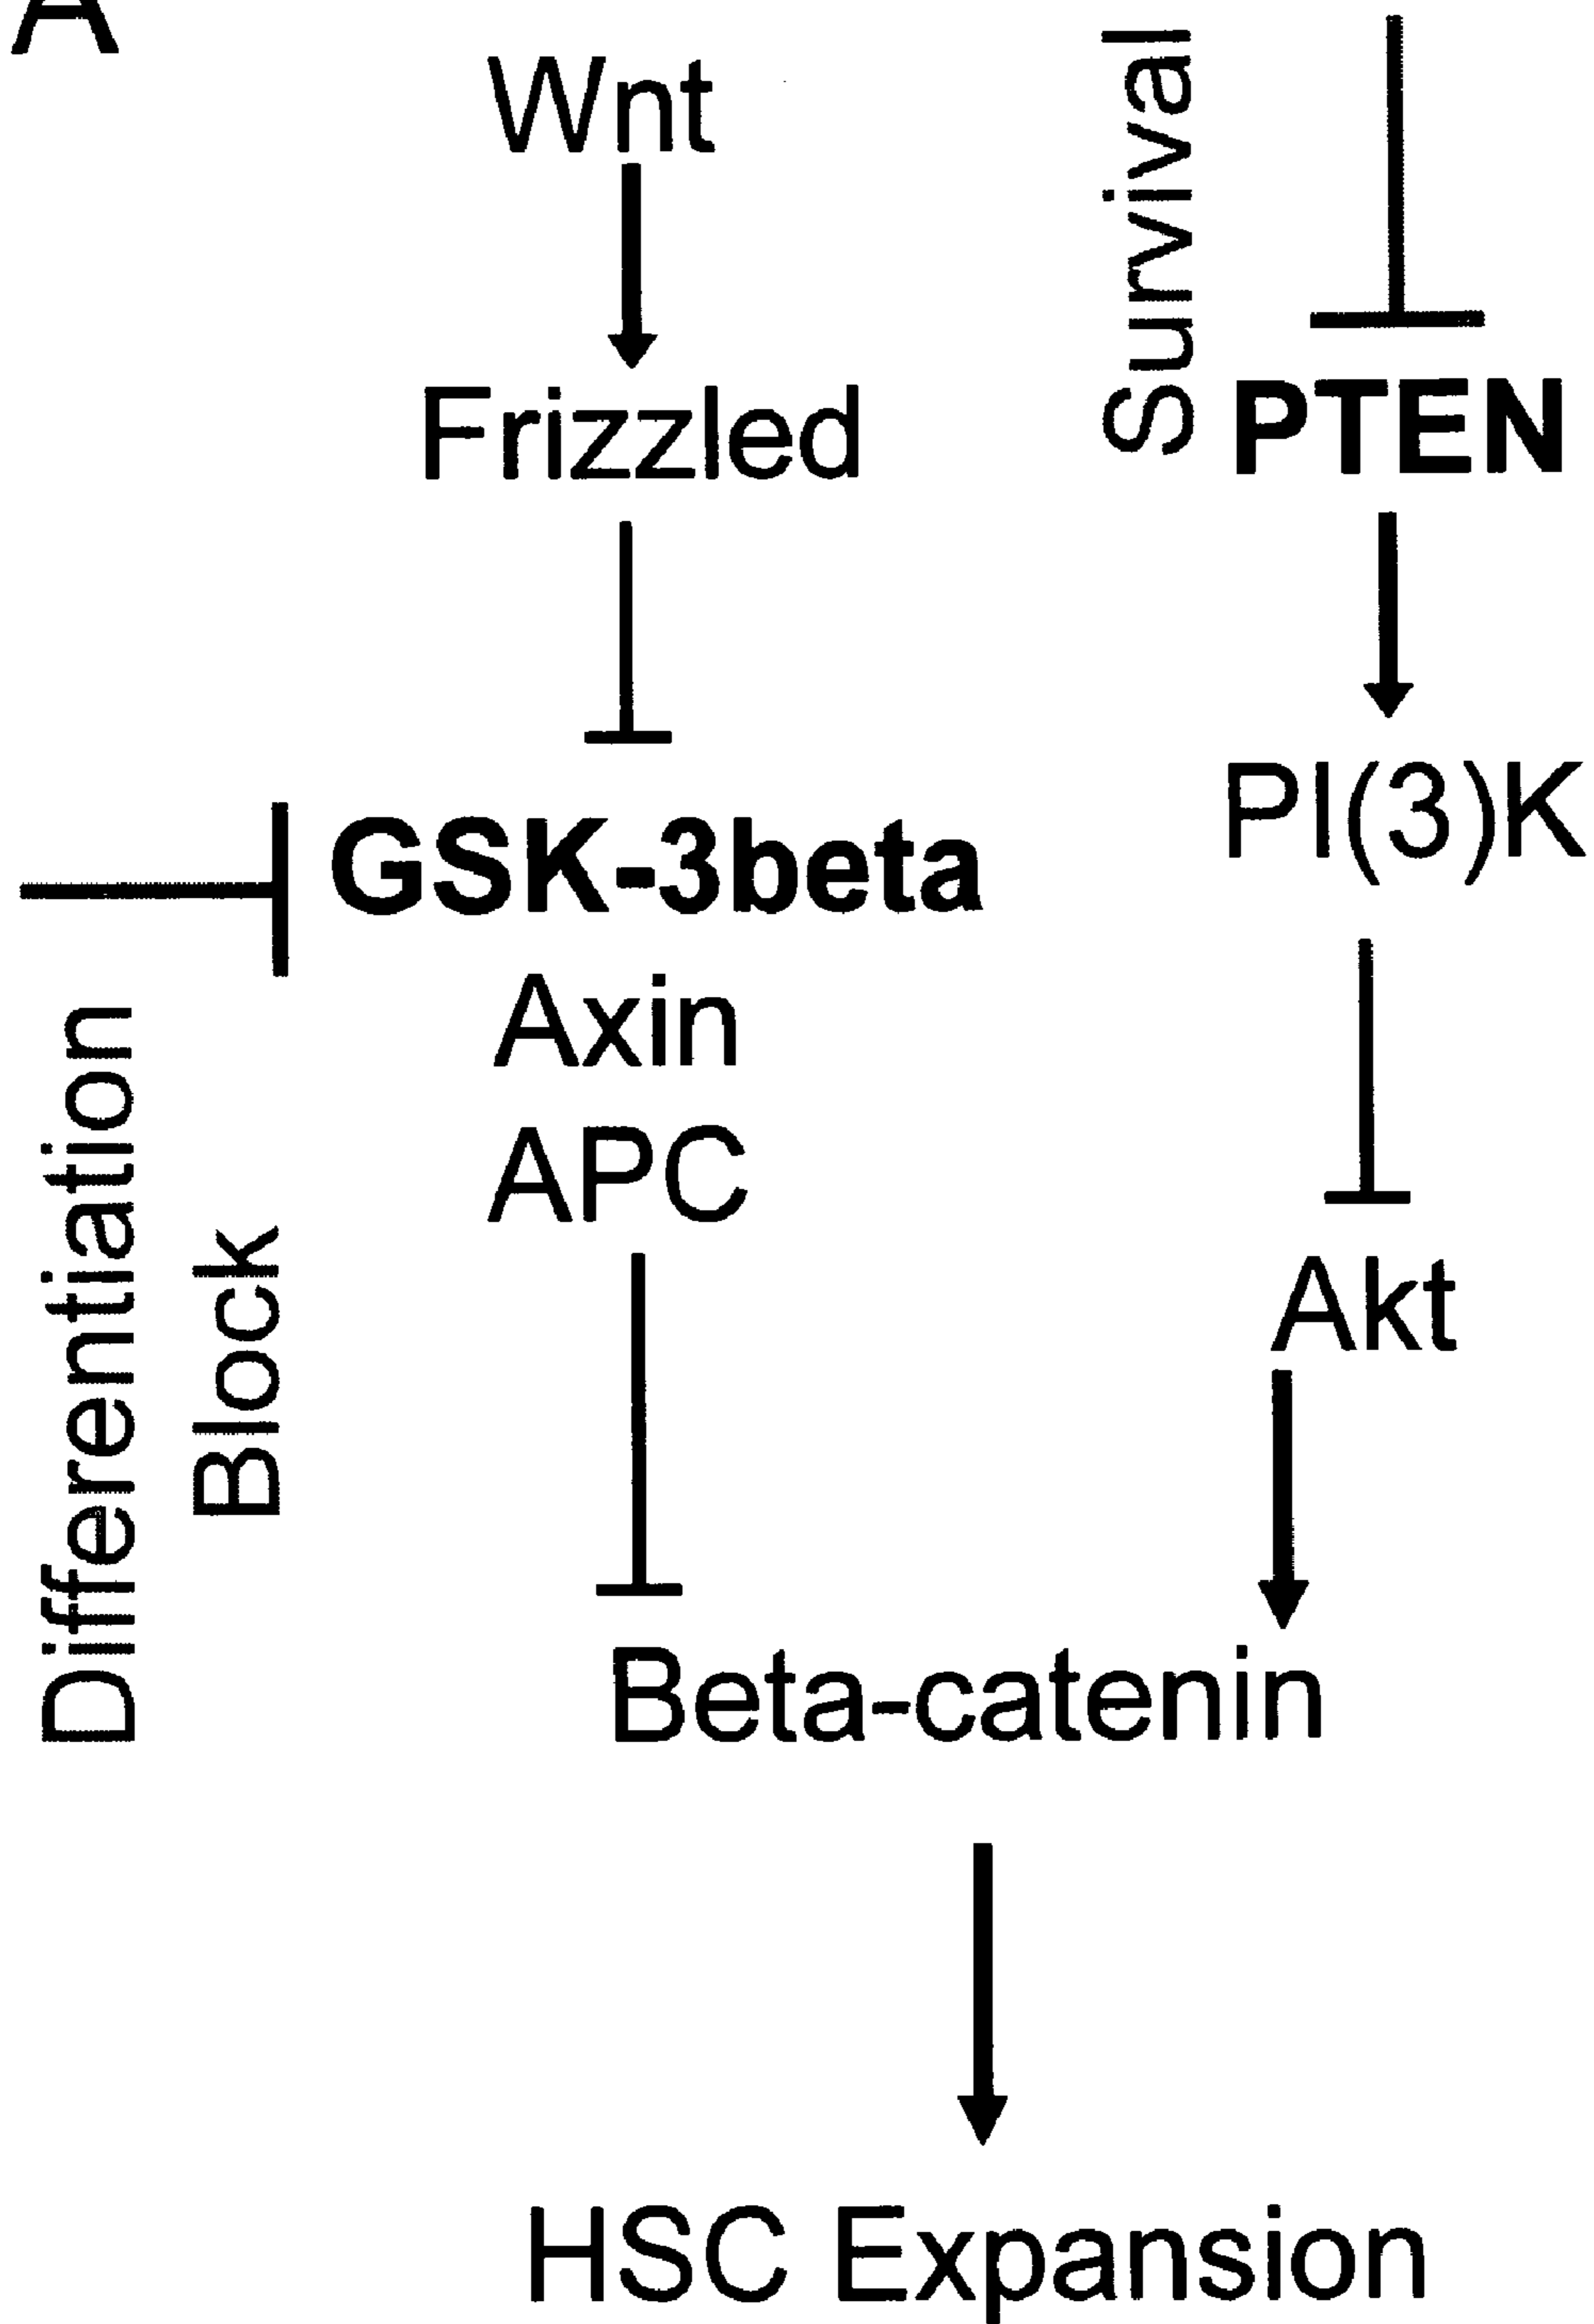 A
Wnt
Survival
Frizzled
PTEN
PI(3)K
GSK-3beta
Axin
APC
Differentiation
Block
Akt
Beta-catenin
HSC Expansion